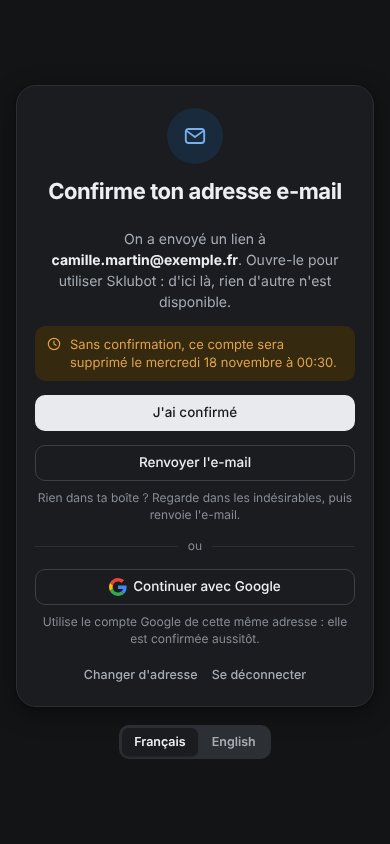 Confirme ton adresse e-mail
On a envoyé un lien à
camille.martin@exemple.fr. Ouvre-le pour
utiliser Sklubot : d'ici là, rien d'autre n'est
disponible.
Sans confirmation, ce compte sera
supprimé le mercredi 18 novembre à 00:30.
J'ai confirmé
Renvoyer l'e-mail
Rien dans ta boîte ? Regarde dans les indésirables, puis
renvoie l'e-mail.
ou
Continuer avec Google
Utilise le compte Google de cette même adresse : elle
est confirmée aussitôt.
Changer d'adresse Se déconnecter
Français English